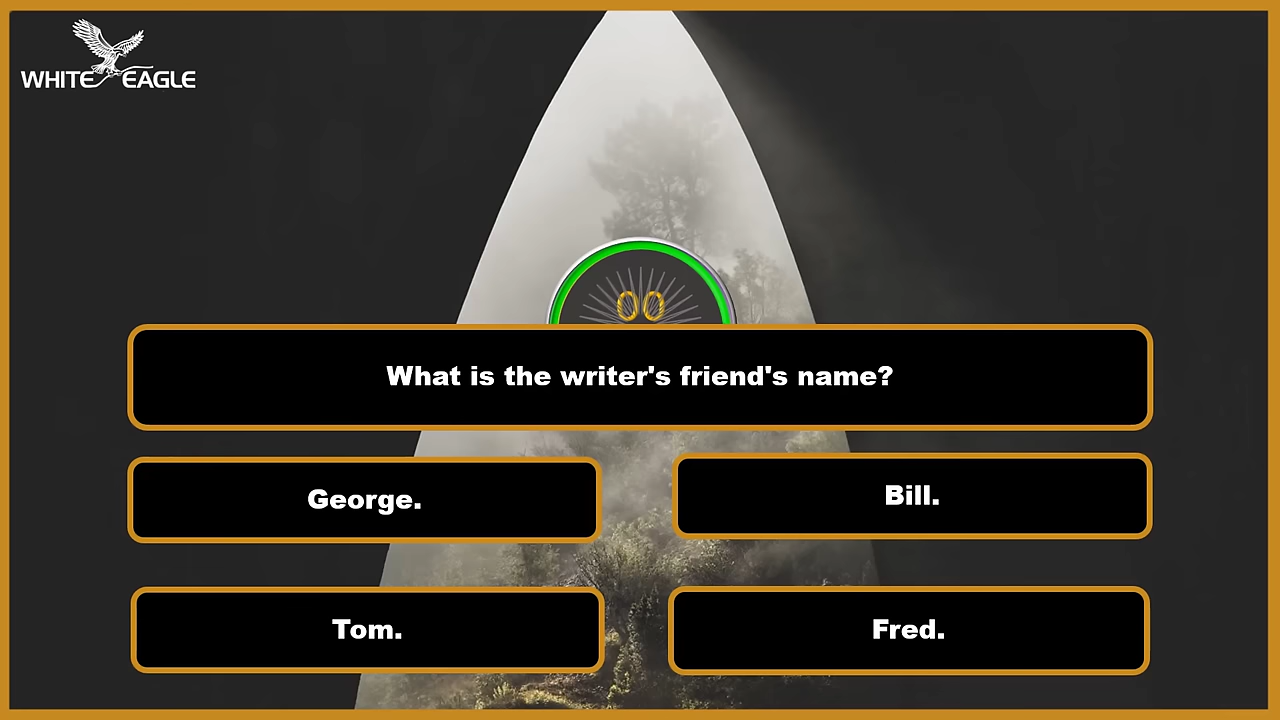 WHITE EAGLE
00
What is the writer's friend's name?
George.
Bill.
Tom.
Fred.